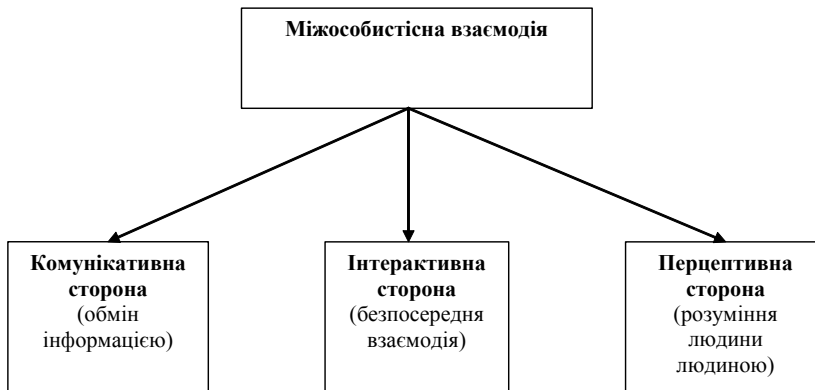 Міжособистісна взаємодія
Комунікативна
сторона
(обмін
інформацією)
Інтерактивна
сторона
(безпосередня
взаємодія)
Перцептивна
сторона
(розуміння
людини
людиною)